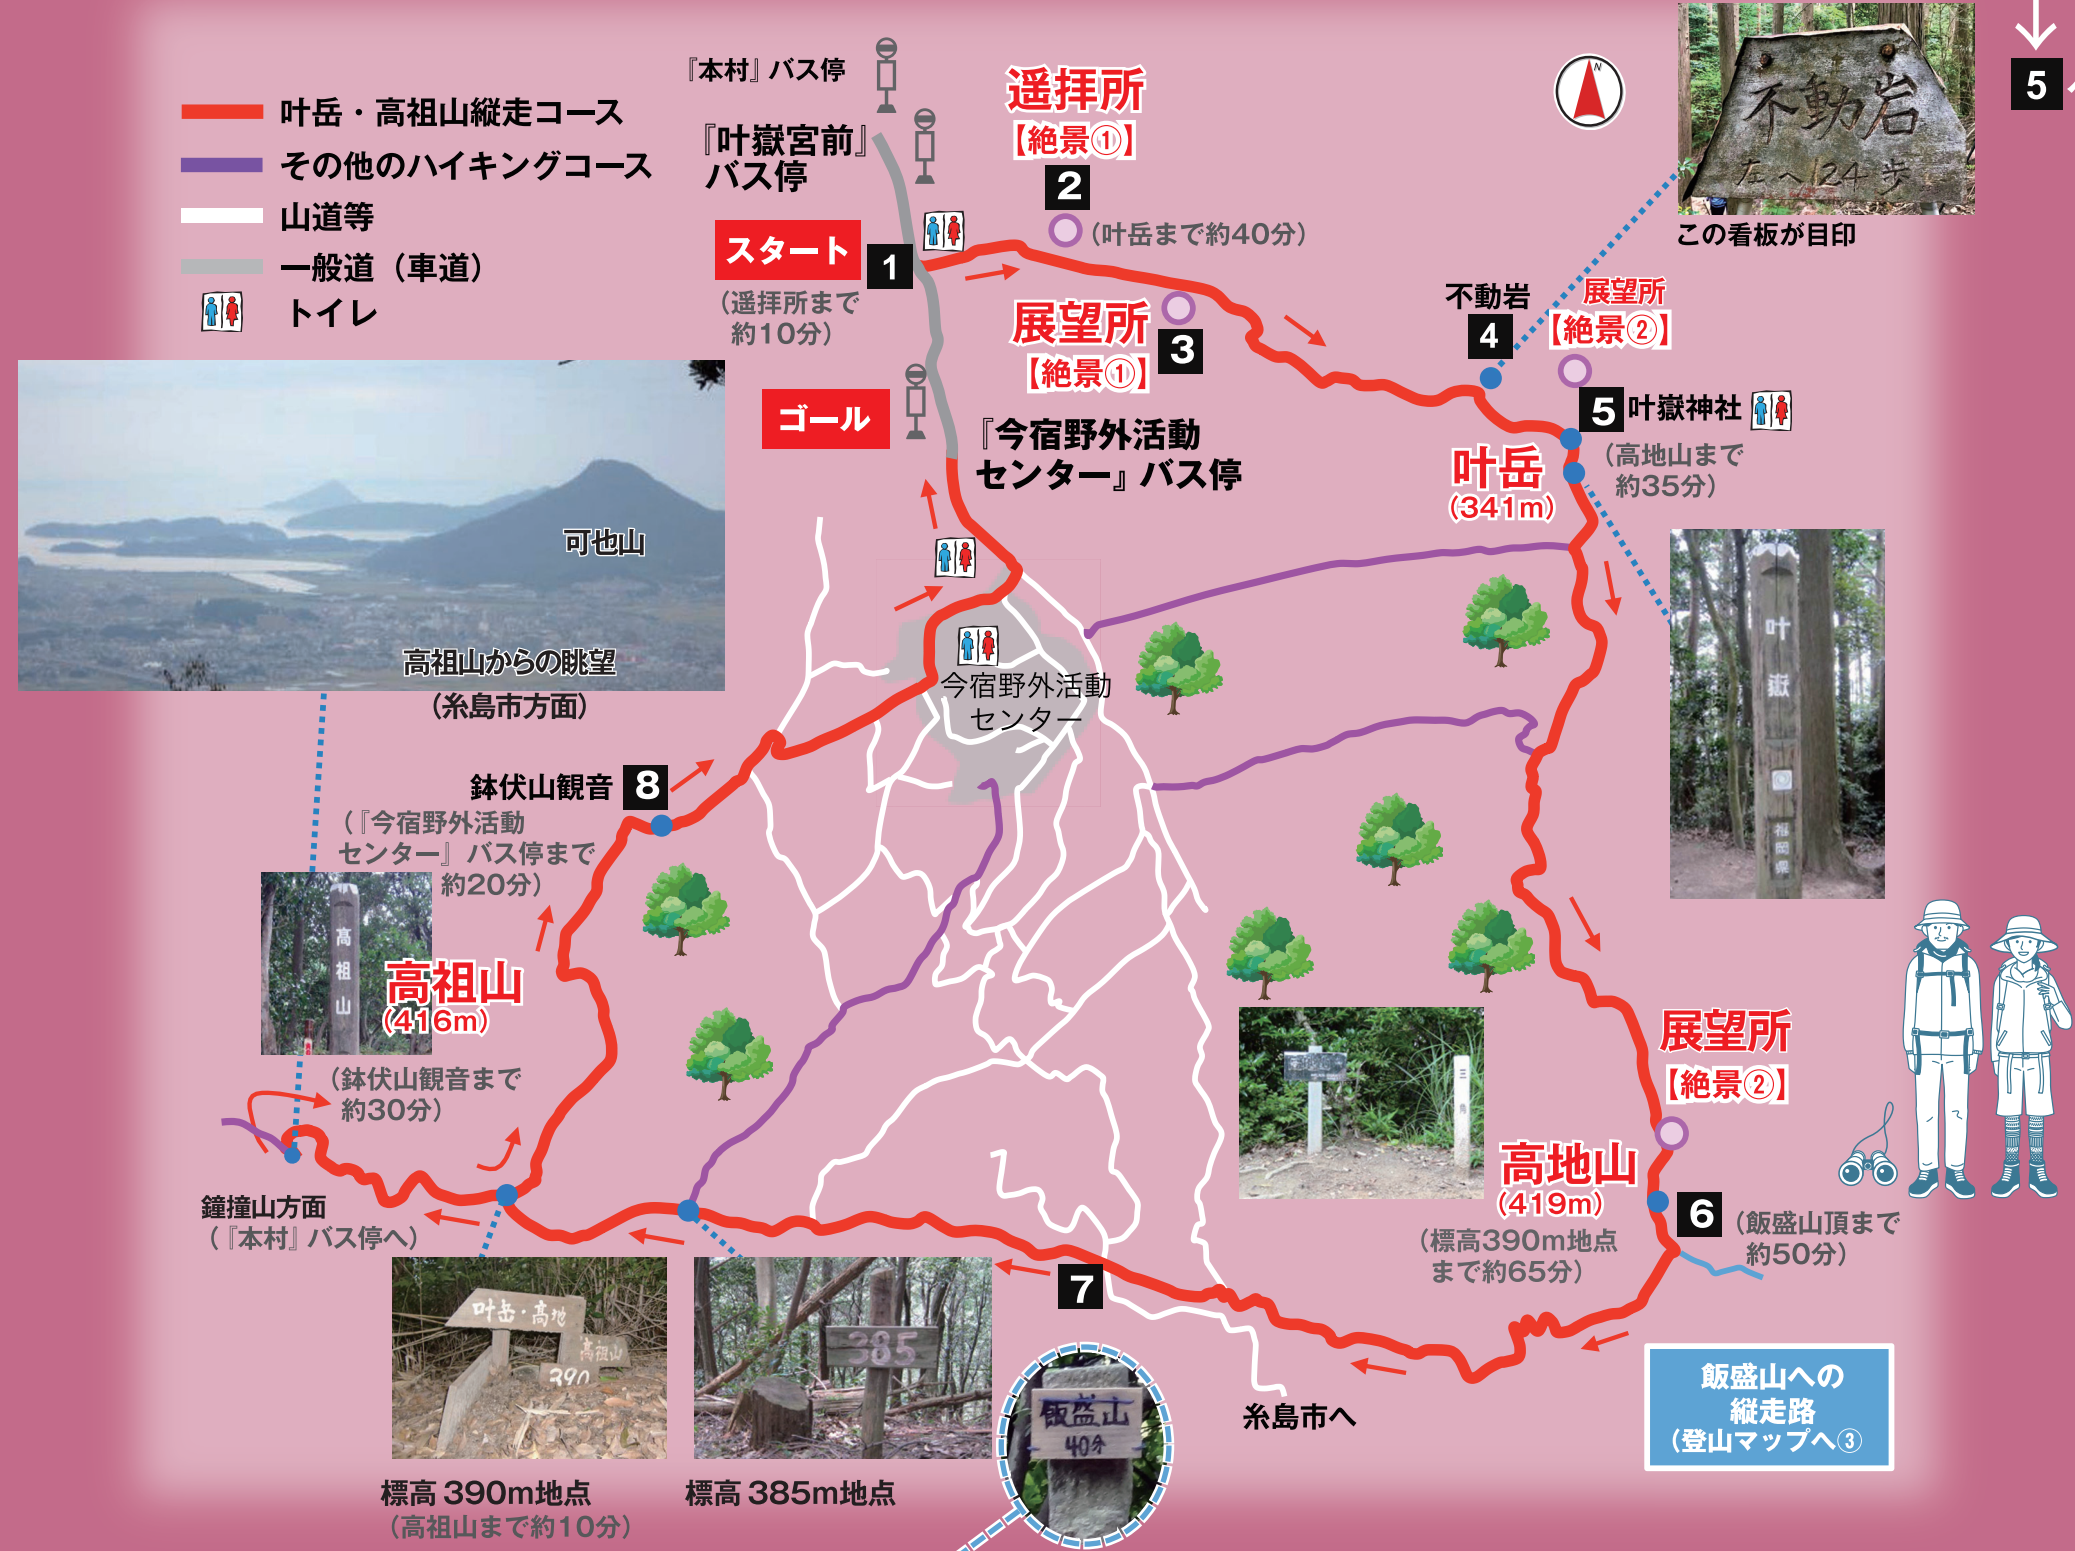 叶岳・高祖山縦走コース
その他のハイキングコース
山道等
一般道（車道）
トイレ
『本村』バス停
『叶嶽宮前』
バス停
スタート
1
（遥拝所まで
約10分）
遥拝所
【絶景①】
2
（叶岳まで約40分）
展望所
【絶景①】
3
N
不動岩
左へ124歩
この看板が目印
5
不動岩
4
展望所
【絶景②】
5
叶嶽神社
（高地山まで
約35分）
叶岳
（341m）
叶
嶽
福
岡
県
ゴール
『今宿野外活動
センター』バス停
可也山
高祖山からの眺望
（糸島市方面）
今宿野外活動
センター
鉢伏山観音
8
（『今宿野外活動
センター』バス停まで
約20分）
高
祖
山
高祖山
（416m）
（鉢伏山観音まで
約30分）
鐘撞山方面
（『本村』バス停へ）
展望所
【絶景②】
三
角
高地山
（419m）
（標高390m地点
まで約65分）
6
（飯盛山頂まで
約50分）
7
叶岳・高地
高祖山
390
385
飯盛山
40分
糸島市へ
飯盛山への
縦走路
（登山マップへ③
標高390m地点
（高祖山まで約10分）
標高385m地点